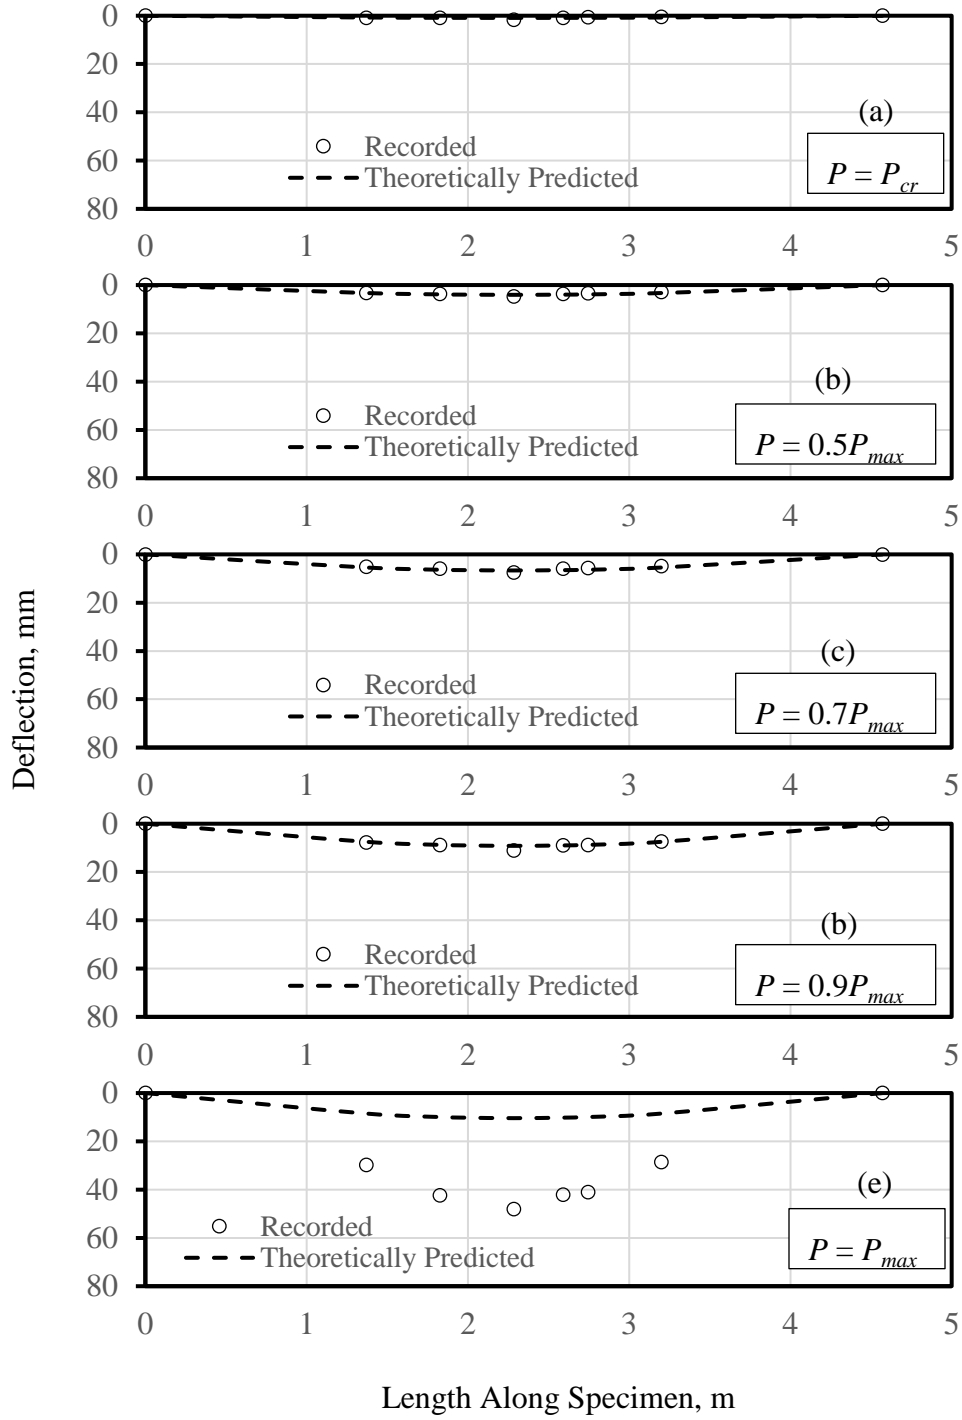 0
20
40
60
80
(a)
Recorded
Theoretically Predicted
P = Pcr
0 1 2 3 4 5
0
20
40
60
80
(b)
Recorded
Theoretically Predicted
P = 0.5Pmax
0 1 2 3 4 5
0
20
40
60
80
(c)
Recorded
Theoretically Predicted
P = 0.7Pmax
0 1 2 3 4 5
Deflection, mm
0
20
40
60
80
(b)
Recorded
Theoretically Predicted
P = 0.9Pmax
0 1 2 3 4 5
0
20
40
60
80
(e)
Recorded
Theoretically Predicted
P = Pmax
0 1 2 3 4 5
Length Along Specimen, m